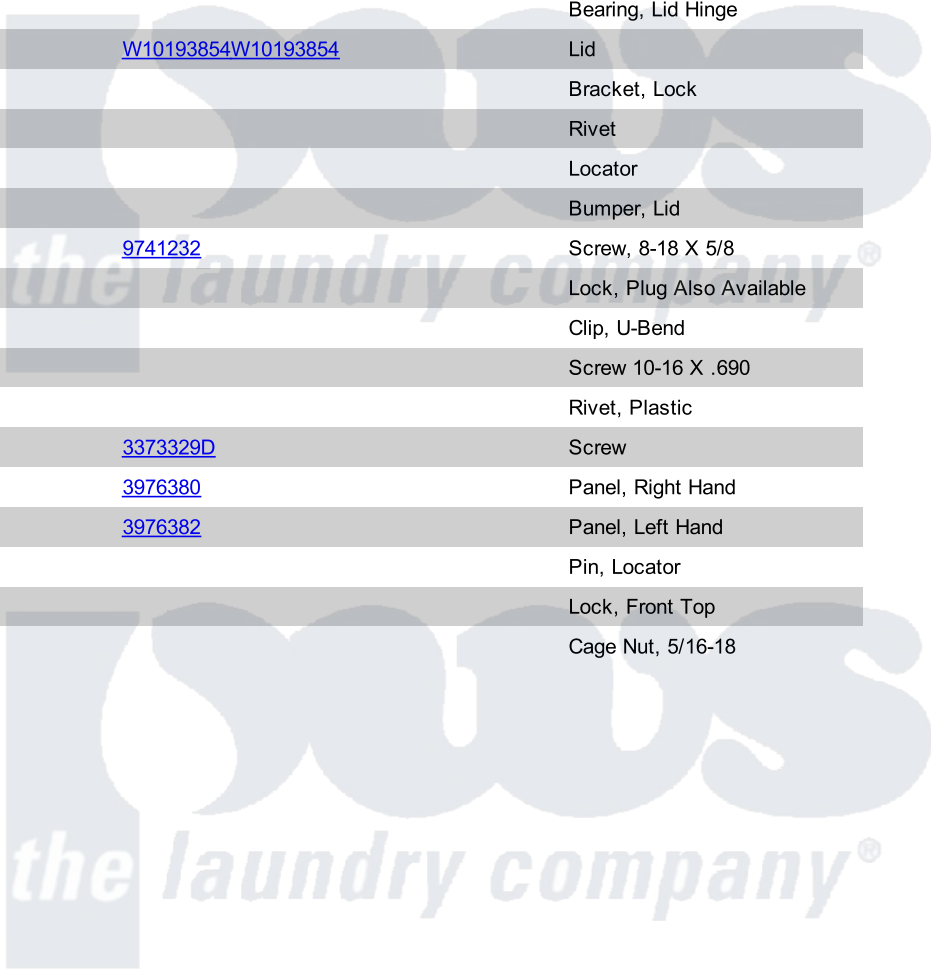 Bearing, Lid Hinge
W10193854W10193854 Lid
Bracket, Lock
Rivet
Locator
Bumper, Lid
9741232 Screw, 8-18 X 5/8
Lock, Plug Also Available
Clip, U-Bend
Screw 10-16 X .690
Rivet, Plastic
3373329D Screw
3976380 Panel, Right Hand
3976382 Panel, Left Hand
Pin, Locator
Lock, Front Top
Cage Nut, 5/16-18
pws
the laundry company®
pws
the laundry company®